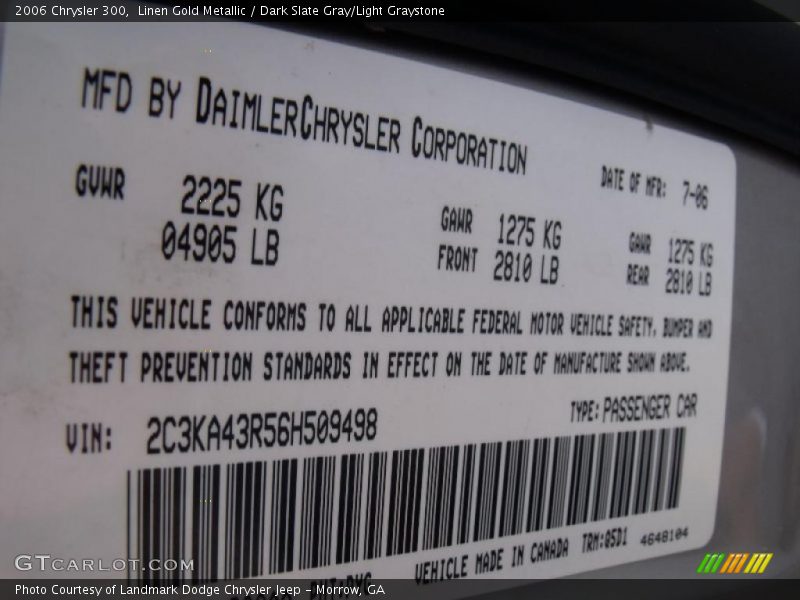 2006 Chrysler 300, Linen Gold Metallic / Dark Slate Gray/Light Graystone
MFD BY DAIMLERCHRYSLER CORPORATION
DATE OF MFR: 7-06
GVWR 2225 KG
04905 LB
GAWR 1275 KG
FRONT 2810 LB
GAWR 1275 KG
REAR 2810 LB
THIS VEHICLE CONFORMS TO ALL APPLICABLE FEDERAL MOTOR VEHICLE SAFETY, BUMPER AND
THEFT PREVENTION STANDARDS IN EFFECT ON THE DATE OF MANUFACTURE SHOWN ABOVE.
VIN: 2C3KA43R56H509498
TYPE: PASSENGER CAR
VEHICLE MADE IN CANADA TRM:85D1 4648104
GTCARLOT.COM
Photo Courtesy of Landmark Dodge Chrysler Jeep - Morrow, GA